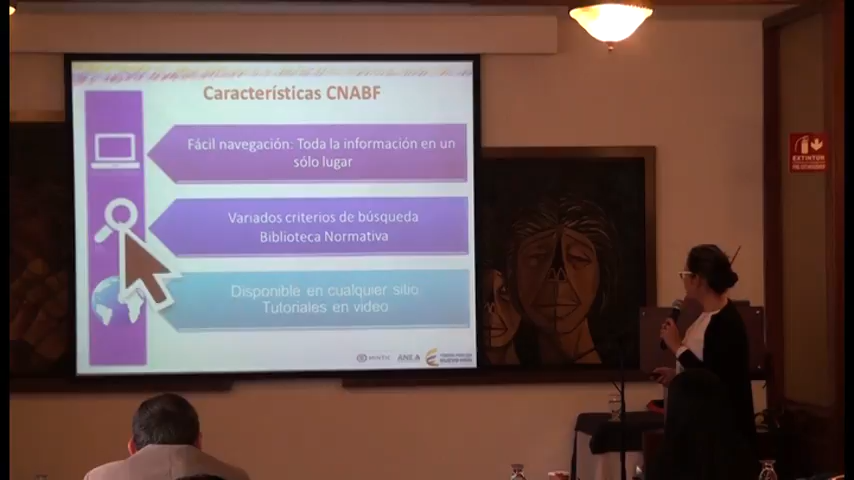 Características CNABF
Fácil navegación: Toda la información en un
sólo lugar
Variados criterios de búsqueda
Biblioteca Normativa
Disponible en cualquier sitio
Tutoriales en video
MINTIC
EXTINTOR